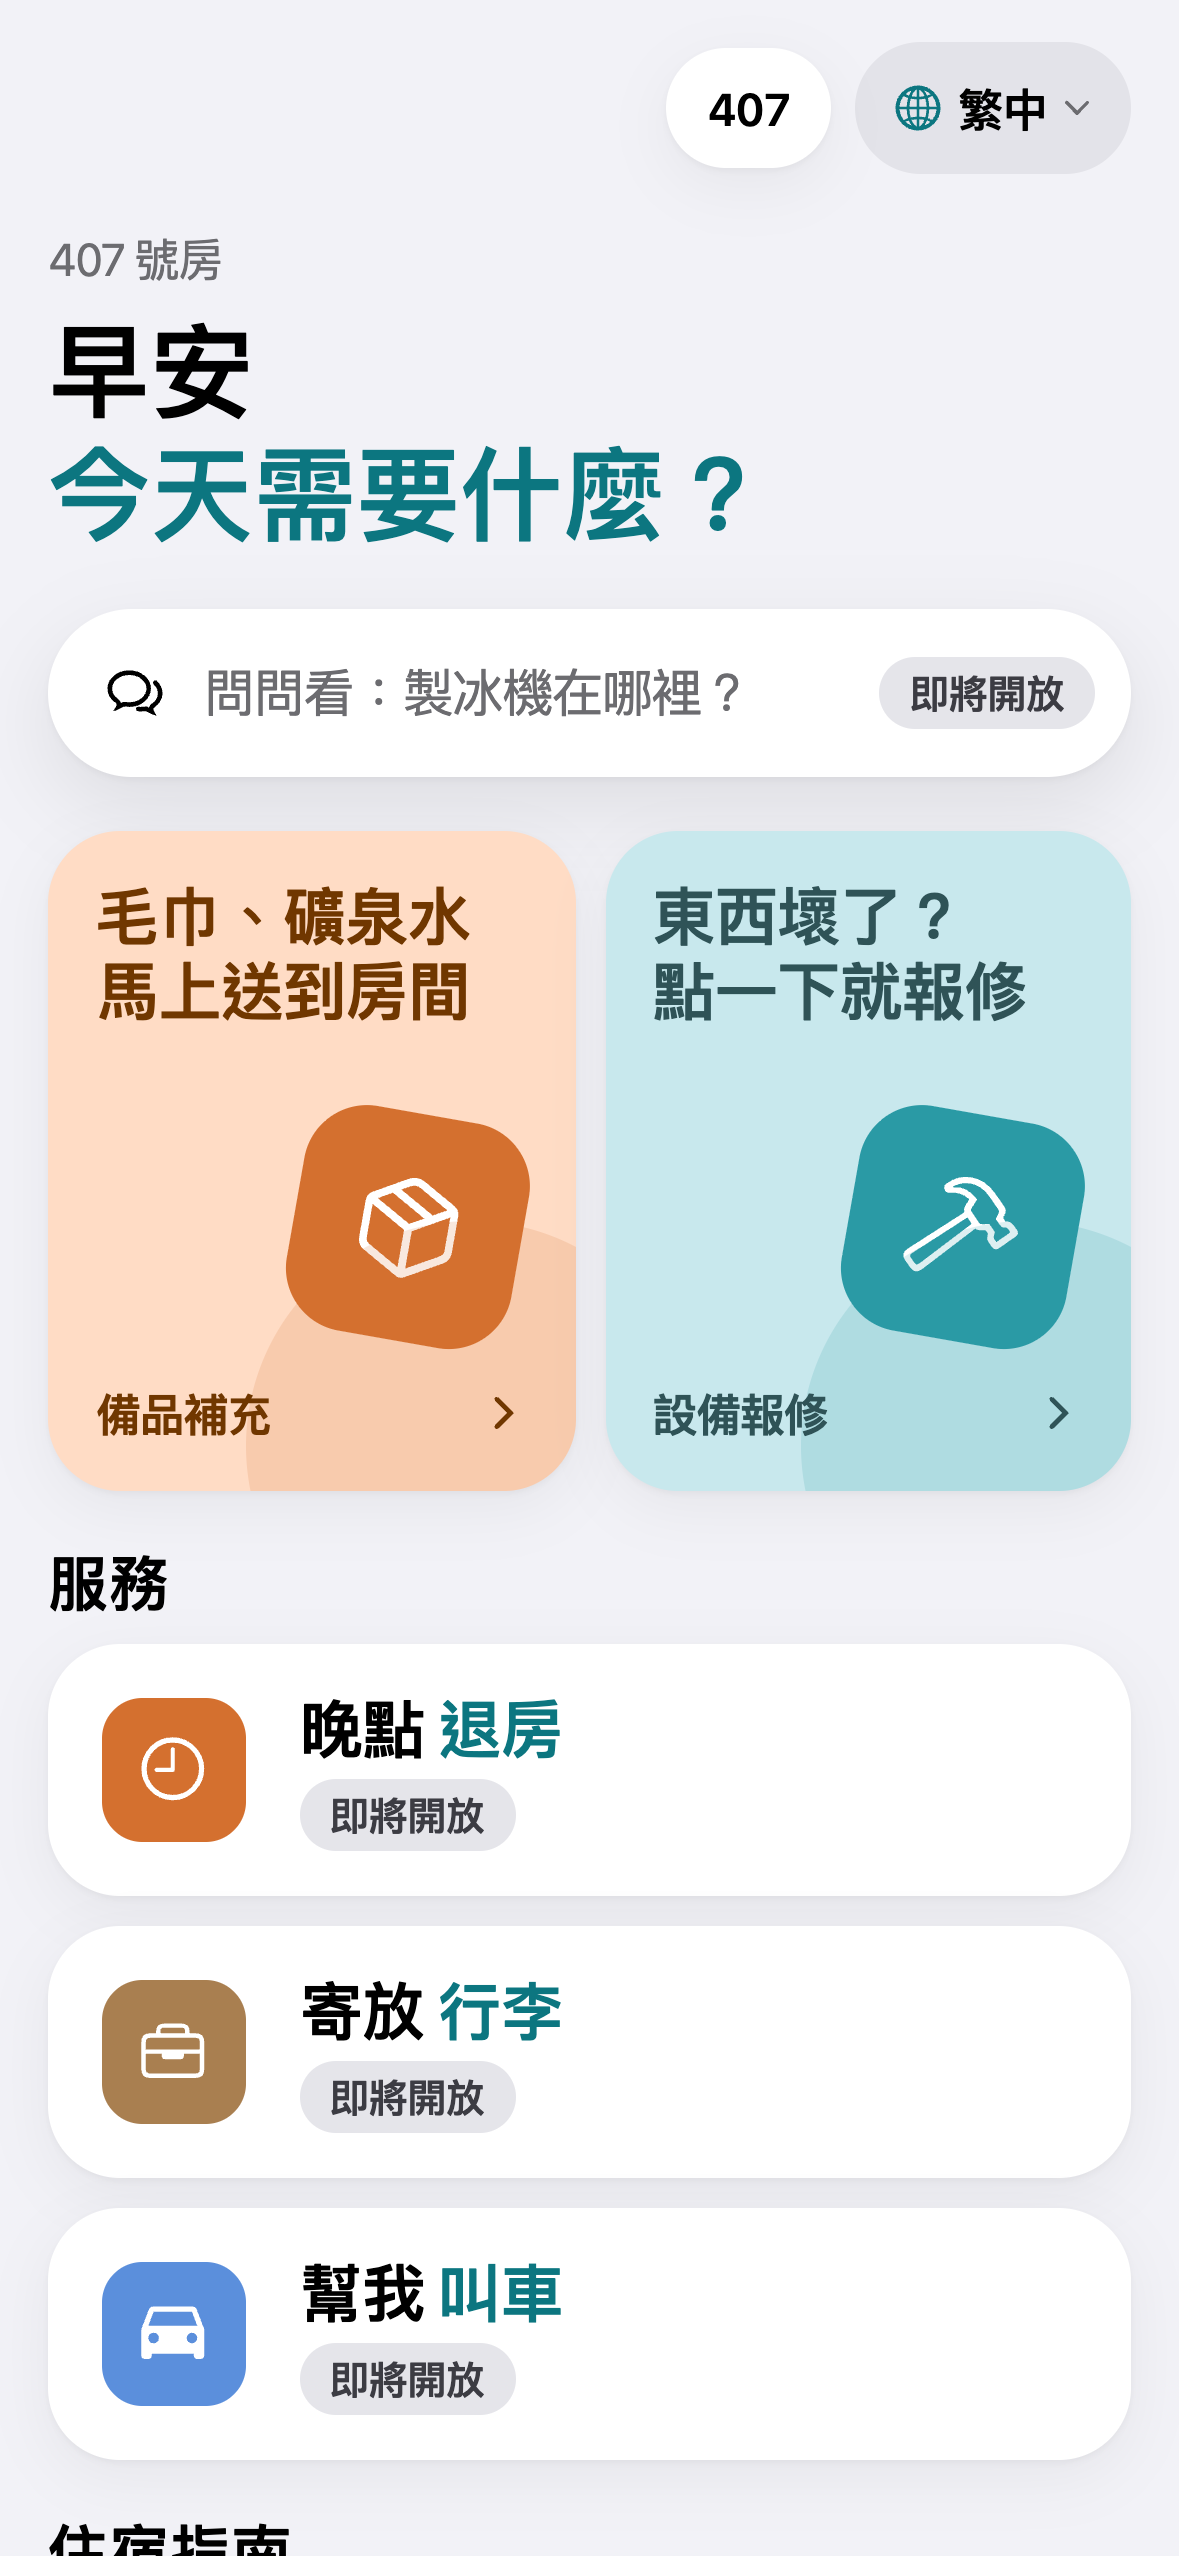 407
繁中
407 號房
早安
今天需要什麼？
問問看：製冰機在哪裡？
即將開放
毛巾、礦泉水
馬上送到房間
備品補充
東西壞了？
點一下就報修
設備報修
服務
晚點 退房
即將開放
寄放 行李
即將開放
幫我 叫車
即將開放
住宿指南